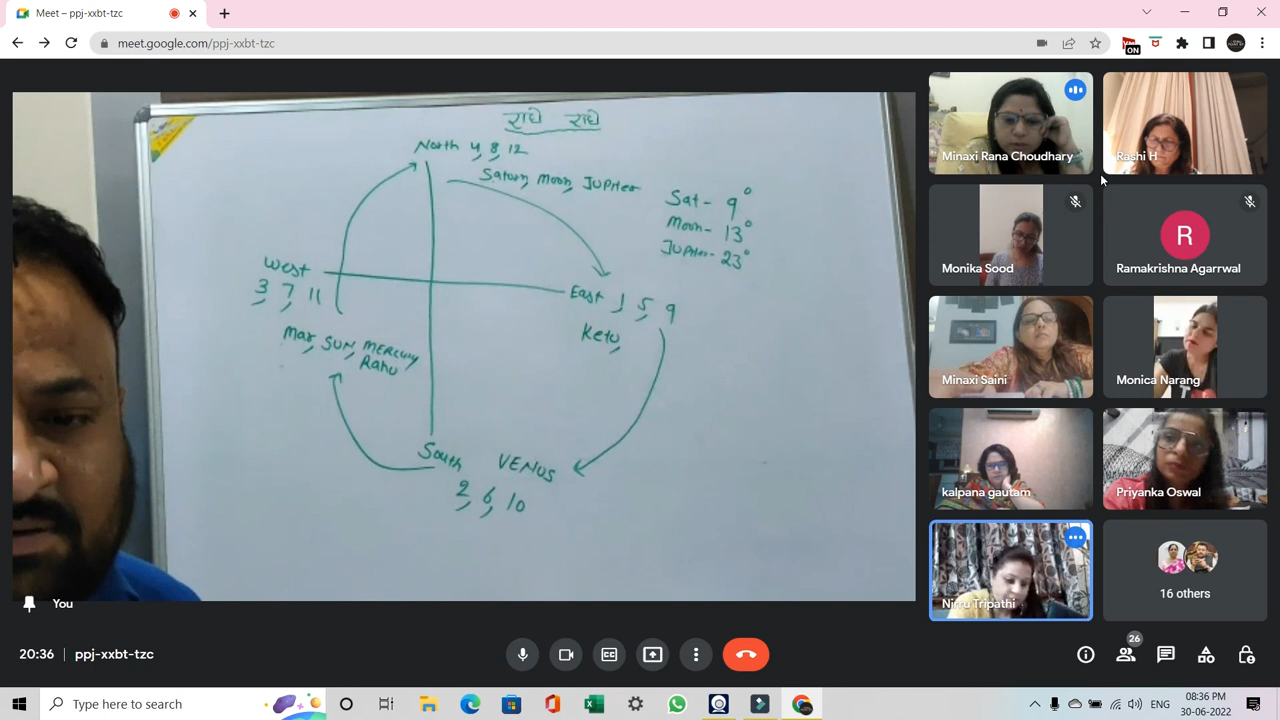 Meet – ppj-xxbt-tzc
meet.google.com/ppj-xxbt-tzc
ON
राधे राधे
North 4, 8, 12
Saturn, Moon, Jupiter
Sat - 9°
Moon - 13°
Jupiter - 23°
West
3, 7, 11
East 1, 5, 9
Ketu,
Mar, SUN, MERCURY
Rahu
South VENUS
2, 6, 10
You
Minaxi Rana Choudhary
Rashi H
Monika Sood
R
Ramakrishna Agarrwal
Minaxi Saini
Monica Narang
kalpana gautam
Priyanka Oswal
Nirru Tripathi
16 others
20:36 | ppj-xxbt-tzc
26
Type here to search
ENG
08:36 PM
30-06-2022